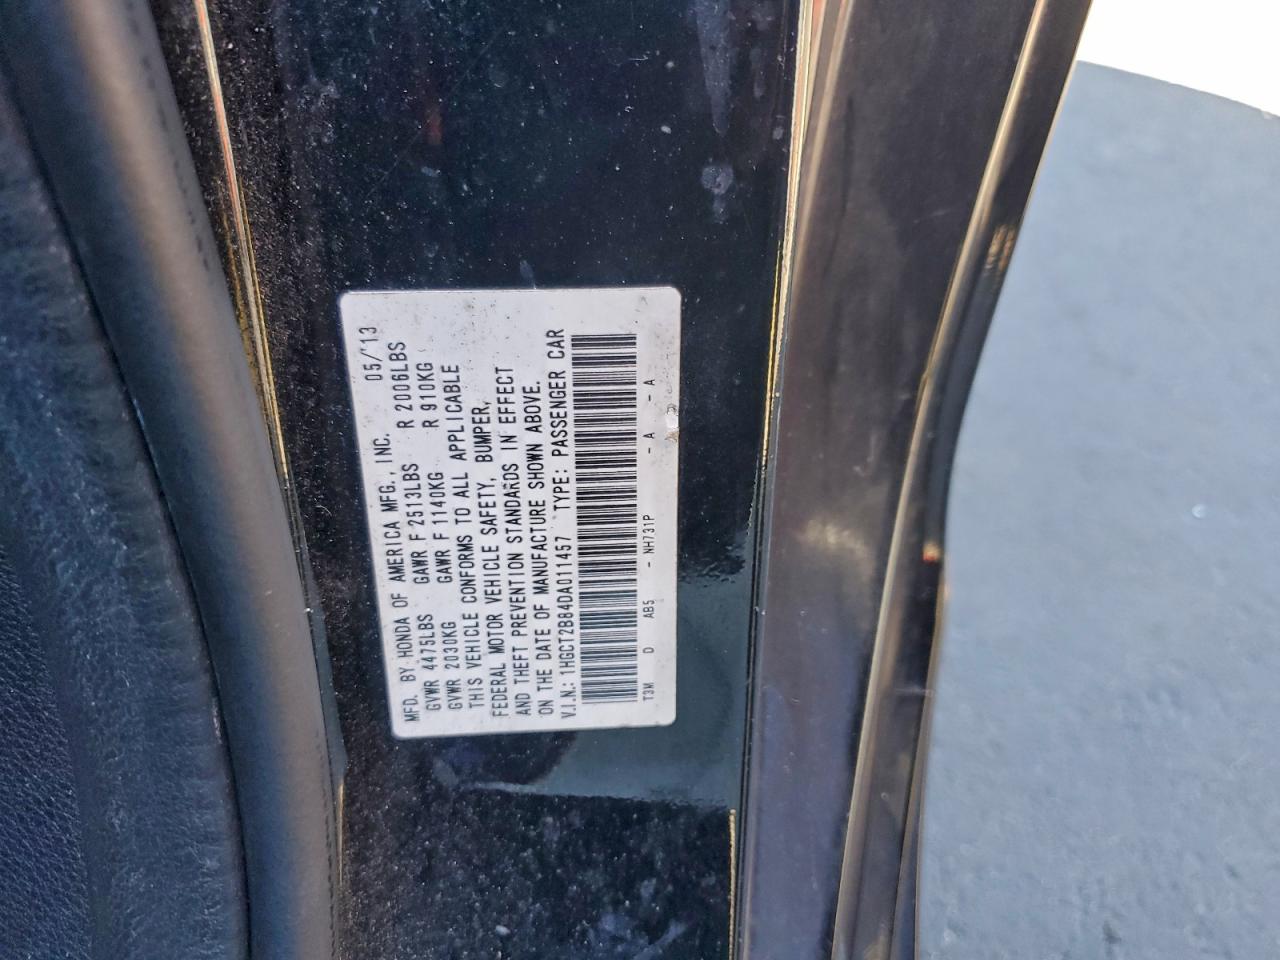 MFD. BY HONDA OF AMERICA MFG., INC. 05/'13
GVWR 4475LBS GAWR F 2513LBS R 2006LBS
GVWR 2030KG GAWR F 1140KG R 910KG
THIS VEHICLE CONFORMS TO ALL APPLICABLE
FEDERAL MOTOR VEHICLE SAFETY, BUMPER,
AND THEFT PREVENTION STANDARDS IN EFFECT
ON THE DATE OF MANUFACTURE SHOWN ABOVE.
V.I.N.: 1HGCT2B84DA011457 TYPE: PASSENGER CAR
T3M D AB5 - NH731P - A - A